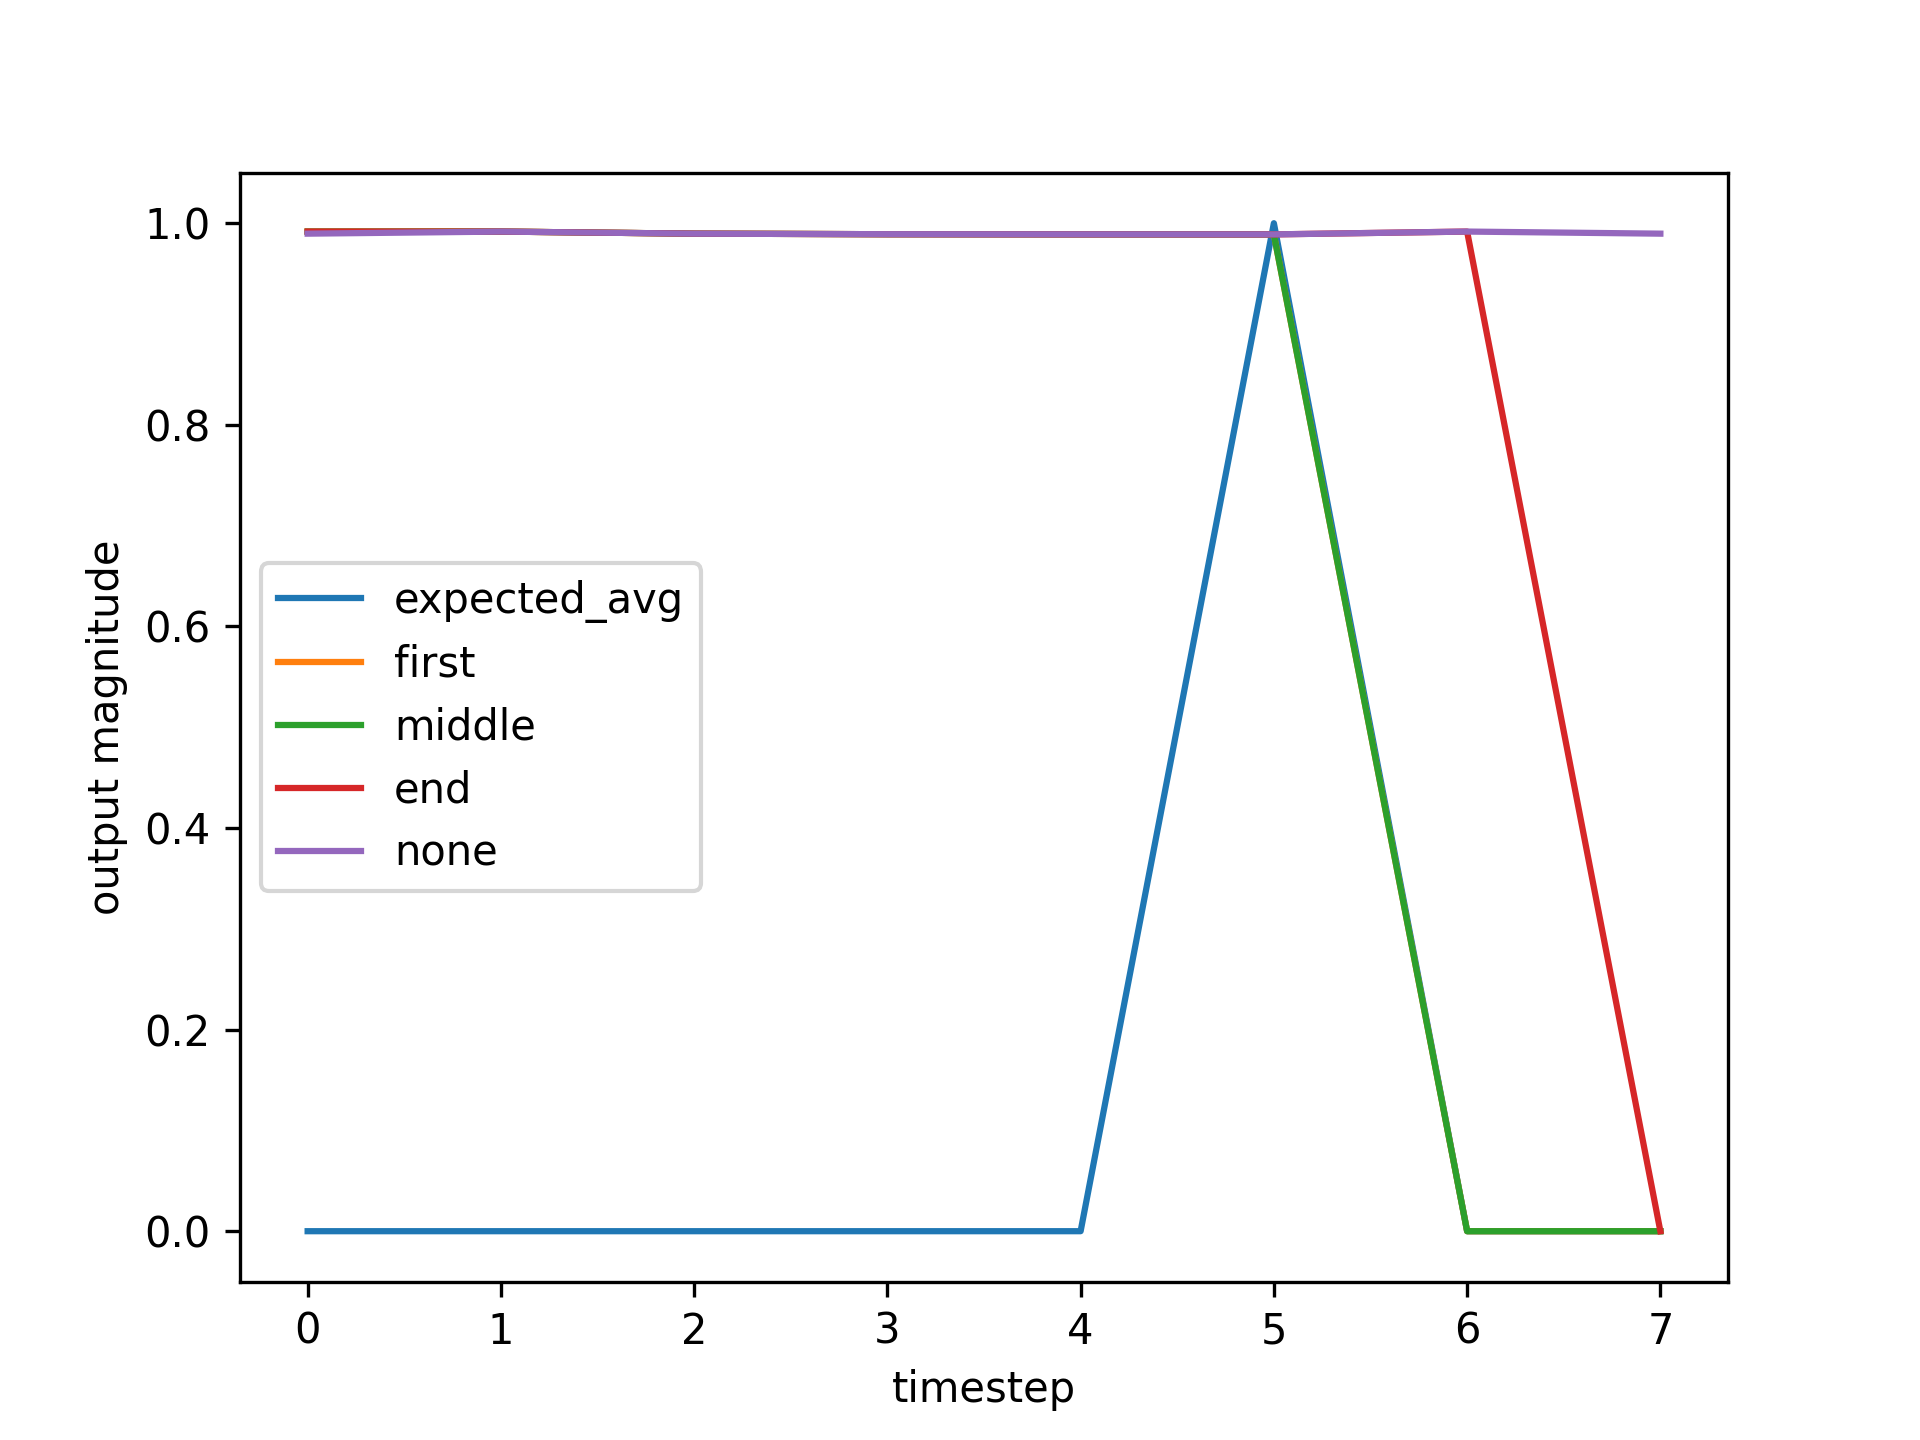 1.0
0.8
0.6
0.4
0.2
0.0
output magnitude
expected_avg
first
middle
end
none
0 1 2 3 4 5 6 7
timestep